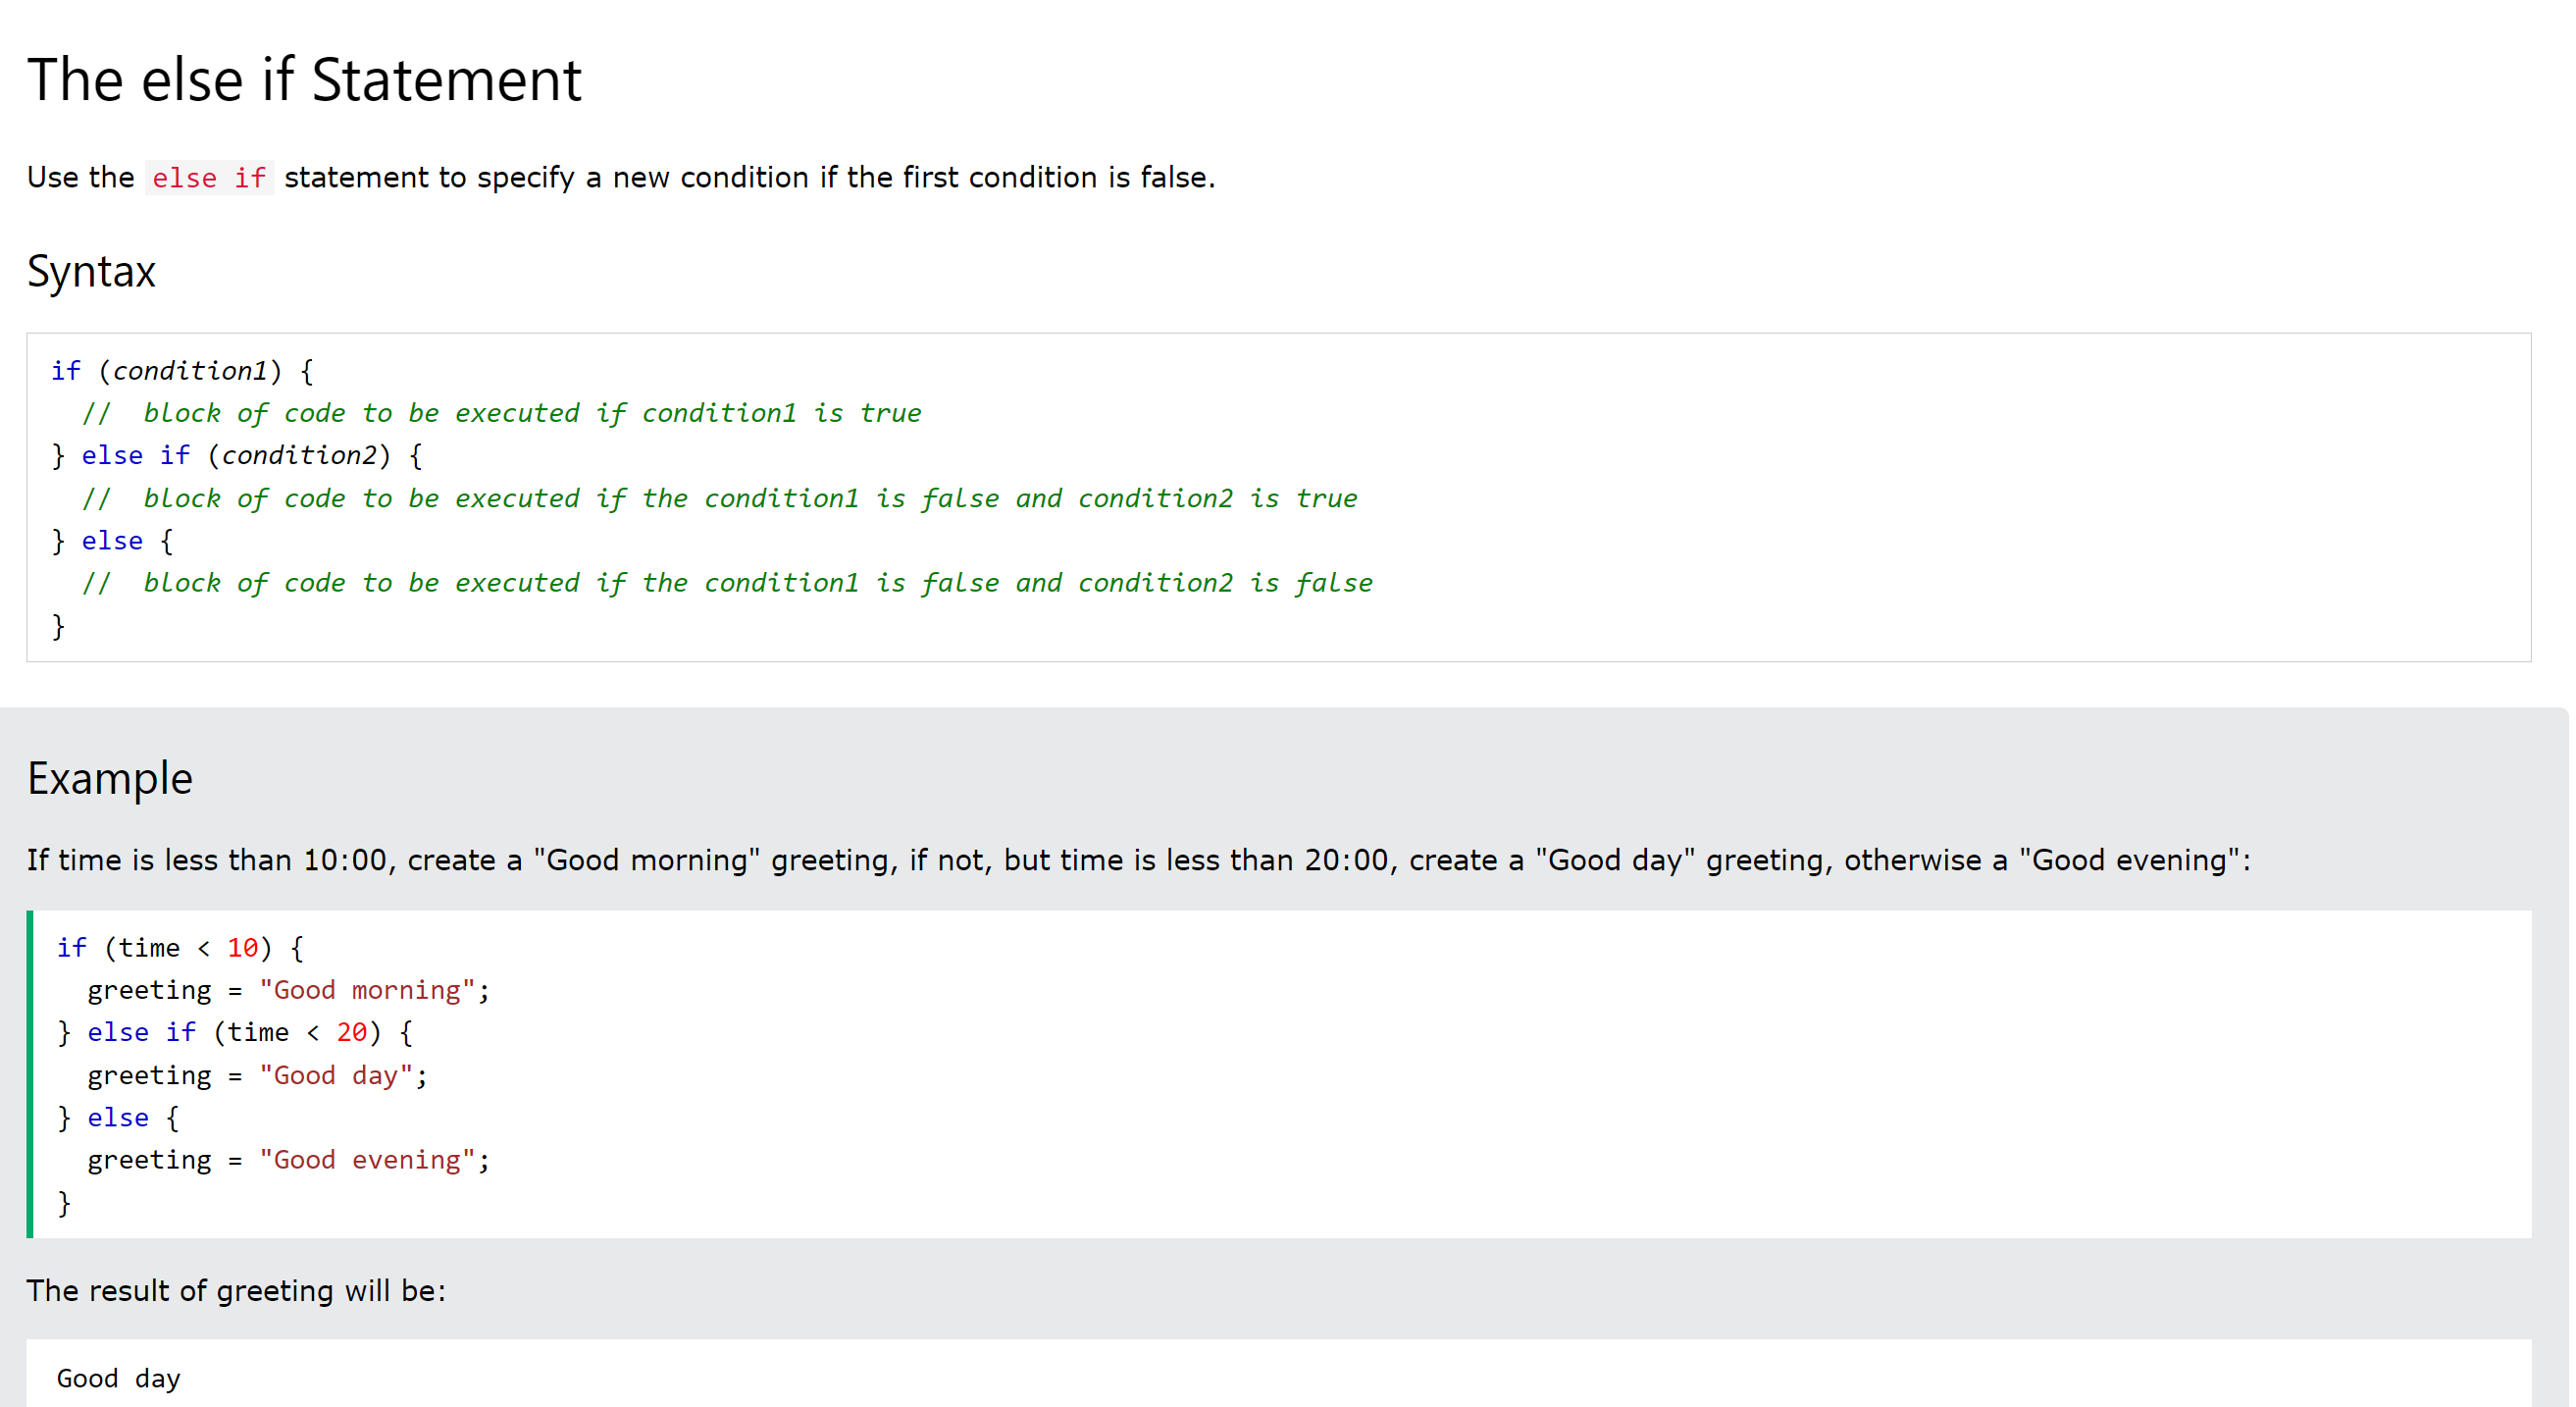 The else if Statement
Use the else if statement to specify a new condition if the first condition is false.
Syntax
if (condition1) {
  //  block of code to be executed if condition1 is true
} else if (condition2) {
  //  block of code to be executed if the condition1 is false and condition2 is true
} else {
  //  block of code to be executed if the condition1 is false and condition2 is false
}
Example
If time is less than 10:00, create a "Good morning" greeting, if not, but time is less than 20:00, create a "Good day" greeting, otherwise a "Good evening":
if (time < 10) {
  greeting = "Good morning";
} else if (time < 20) {
  greeting = "Good day";
} else {
  greeting = "Good evening";
}
The result of greeting will be:
Good day